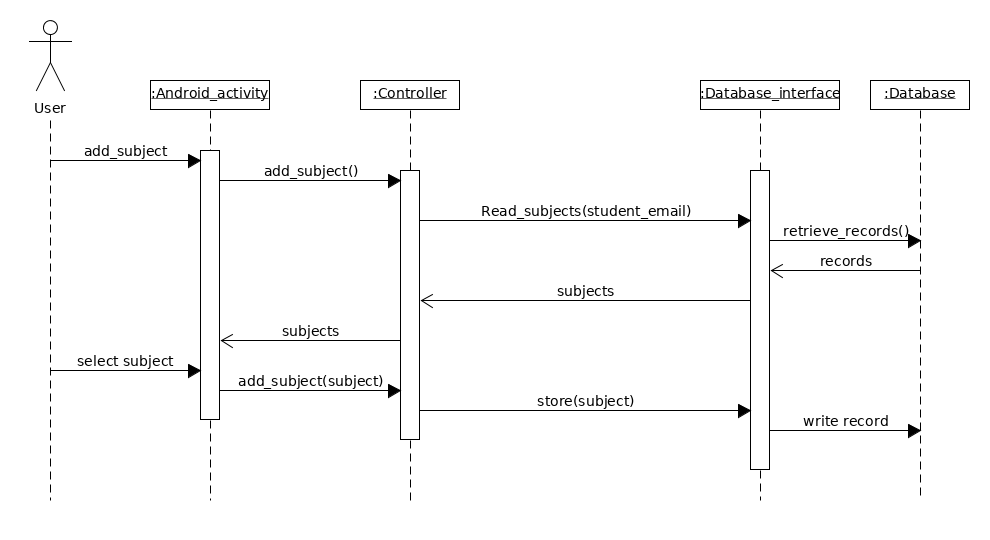 User
:Android_activity
:Controller
:Database_interface
:Database
add_subject
add_subject()
Read_subjects(student_email)
retrieve_records()
records
subjects
subjects
select subject
add_subject(subject)
store(subject)
write record